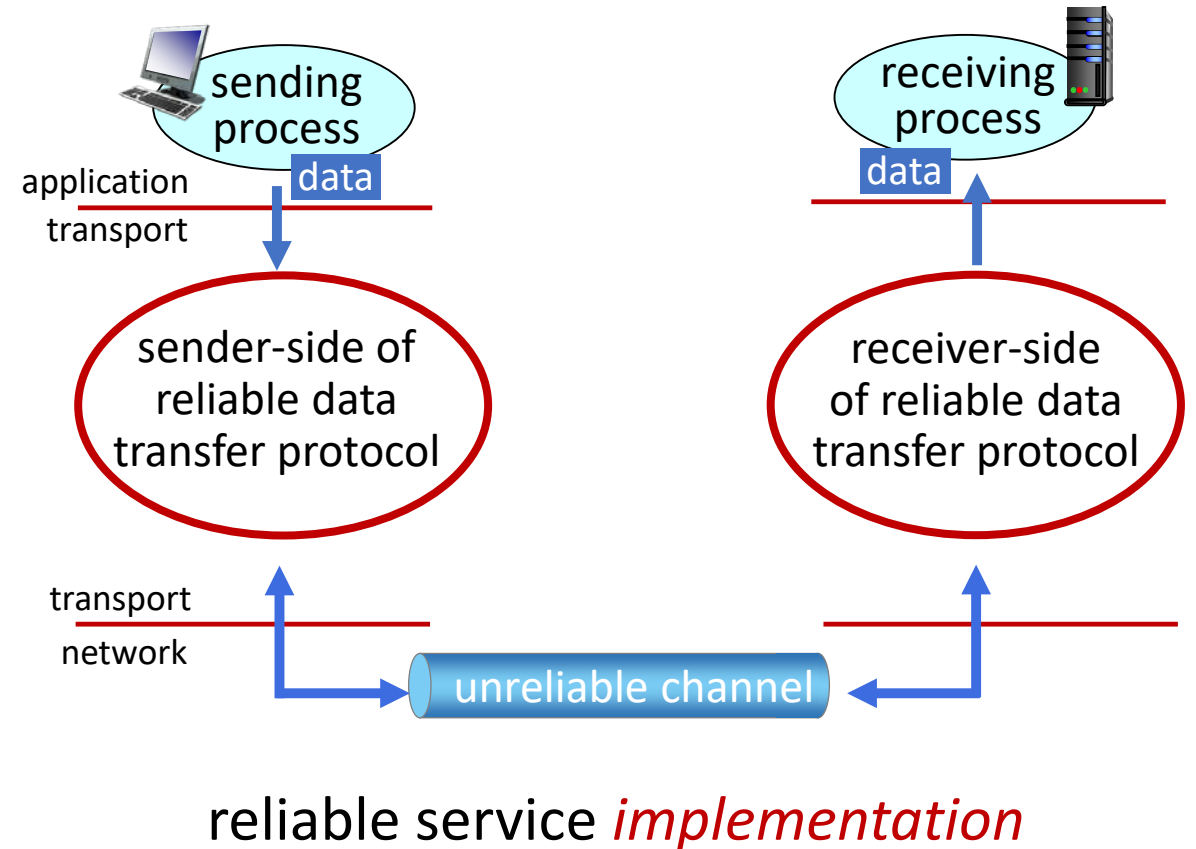 sending
process
data
application
transport
receiving
process
data
sender-side of
reliable data
transfer protocol
receiver-side
of reliable data
transfer protocol
transport
network
unreliable channel
reliable service implementation